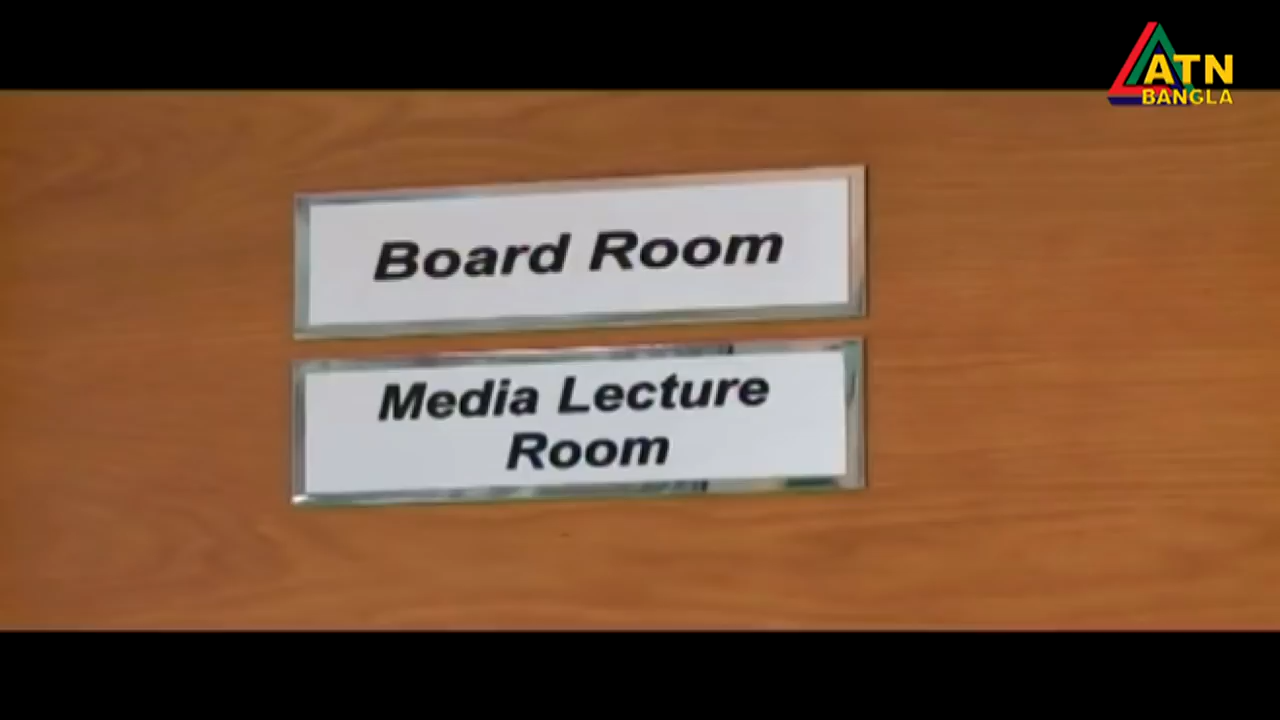 ATN
BANGLA
Board Room
Media Lecture
Room